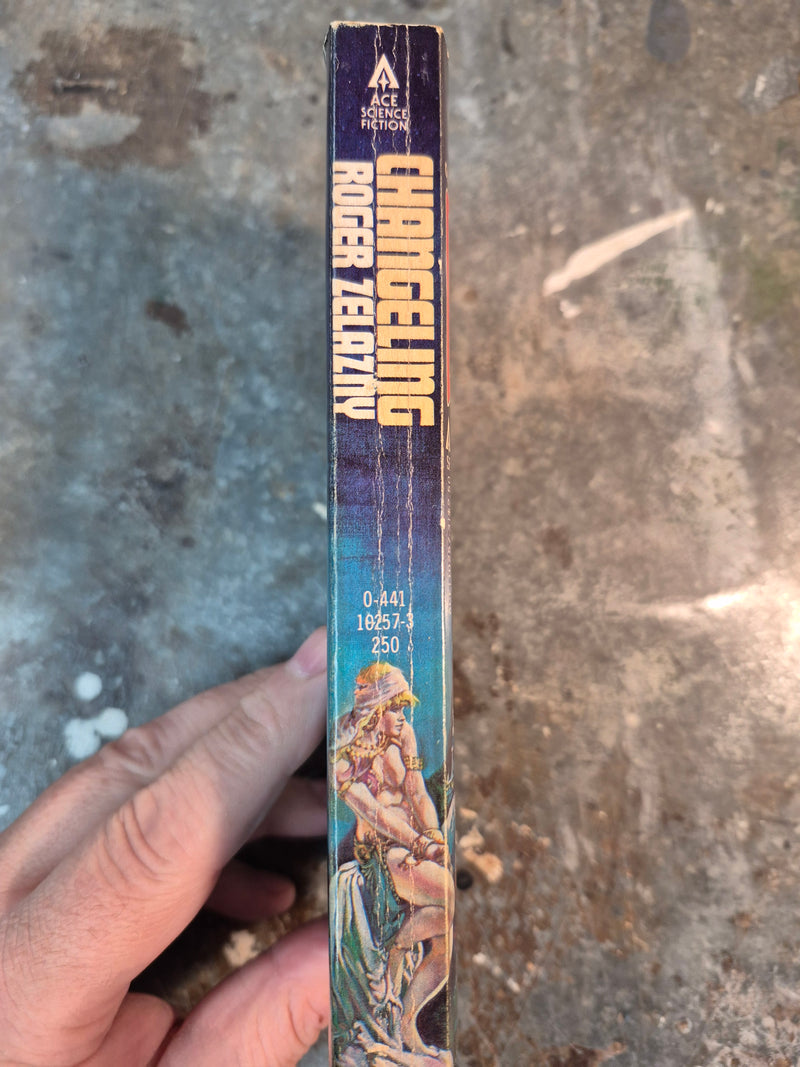 ACE
SCIENCE
FICTION
CHANGELING
ROGER ZELAZNY
0-441
10257-3
250